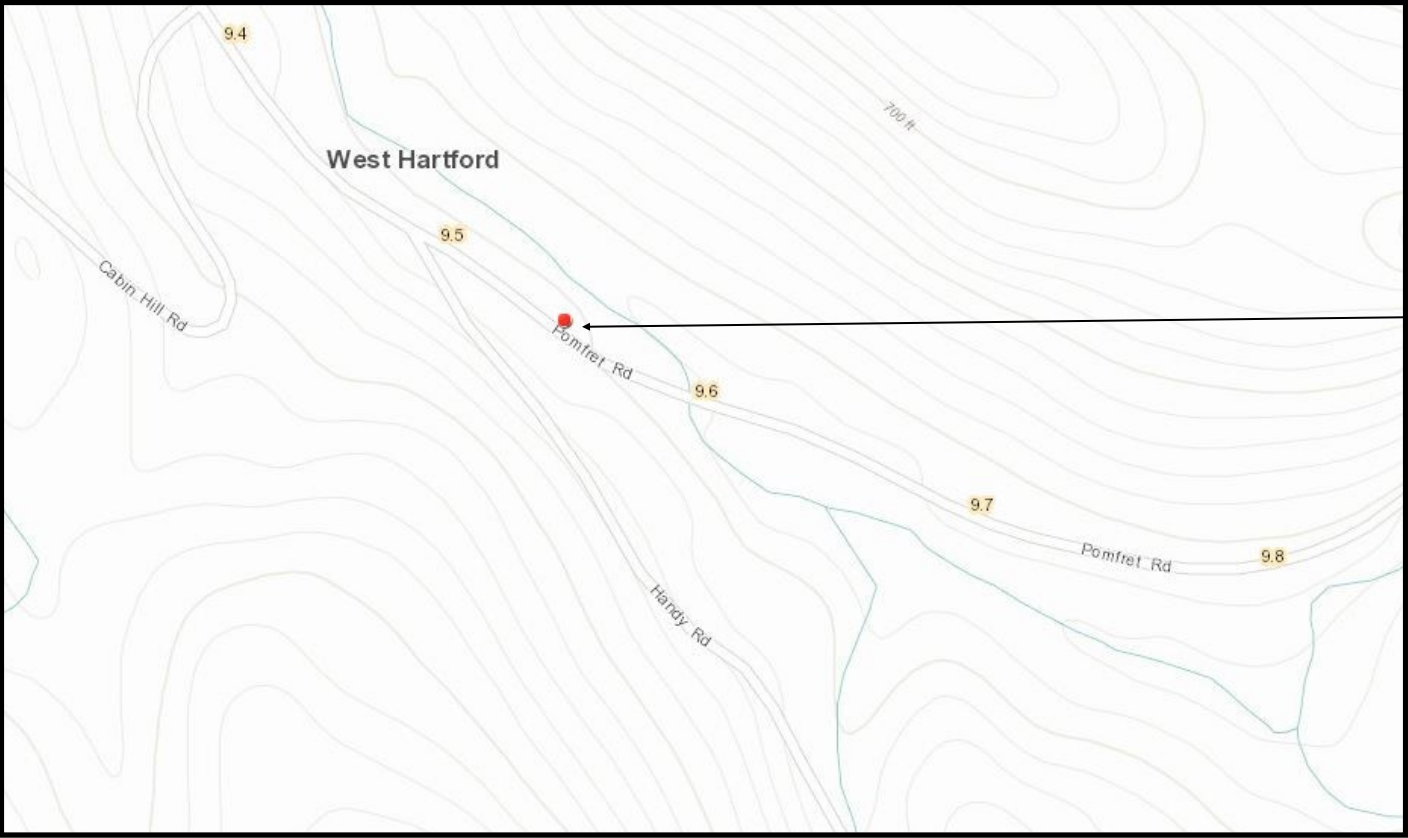 9.4
700 ft
West Hartford
9.5
Cabin Hill Rd
Pomfret Rd
9.6
9.7
Pomfret Rd
9.8
Handy Rd